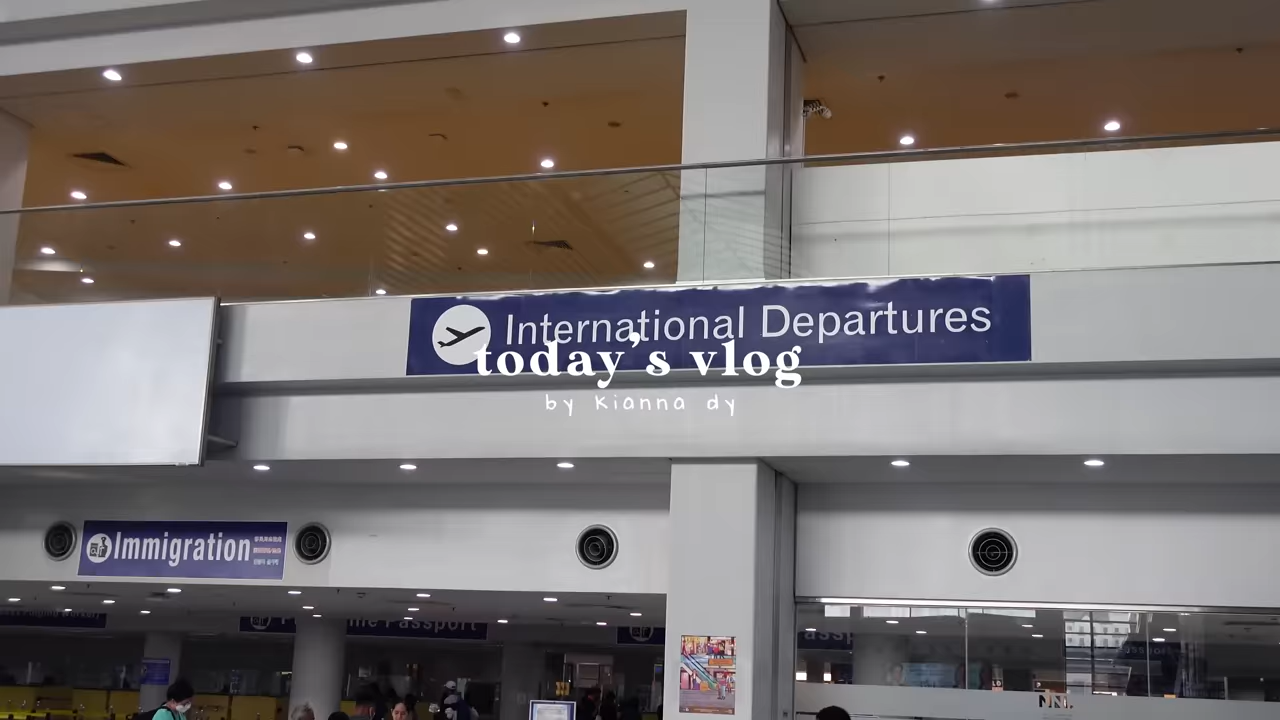 International Departures
today's vlog
by Kianna dy
Immigration
Passport